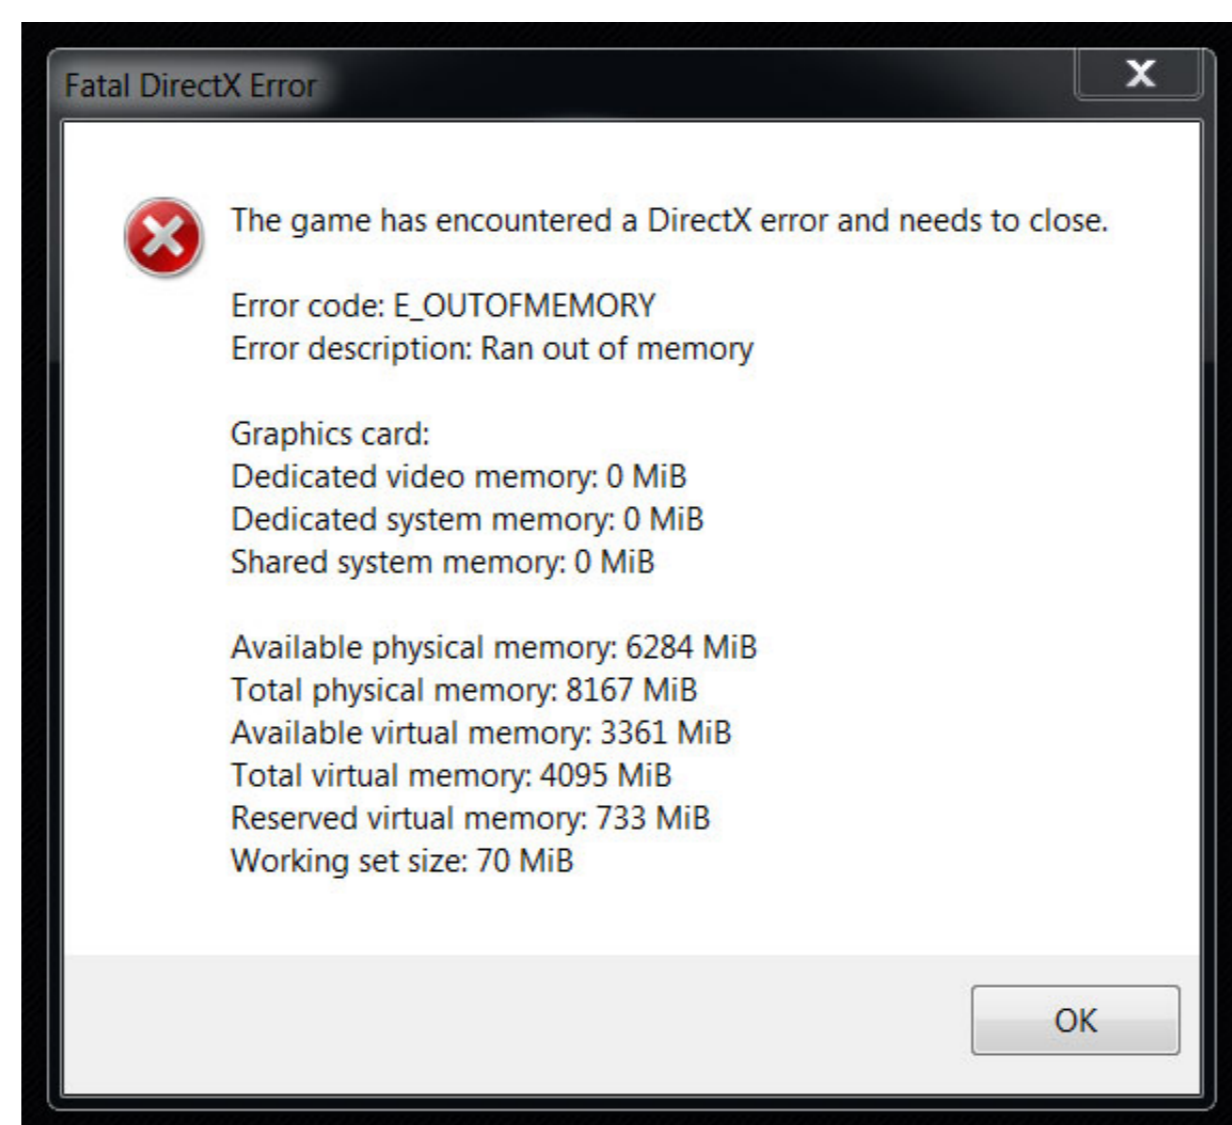 Fatal DirectX Error
X
The game has encountered a DirectX error and needs to close.
Error code: E_OUTOFMEMORY
Error description: Ran out of memory
Graphics card:
Dedicated video memory: 0 MiB
Dedicated system memory: 0 MiB
Shared system memory: 0 MiB
Available physical memory: 6284 MiB
Total physical memory: 8167 MiB
Available virtual memory: 3361 MiB
Total virtual memory: 4095 MiB
Reserved virtual memory: 733 MiB
Working set size: 70 MiB
OK